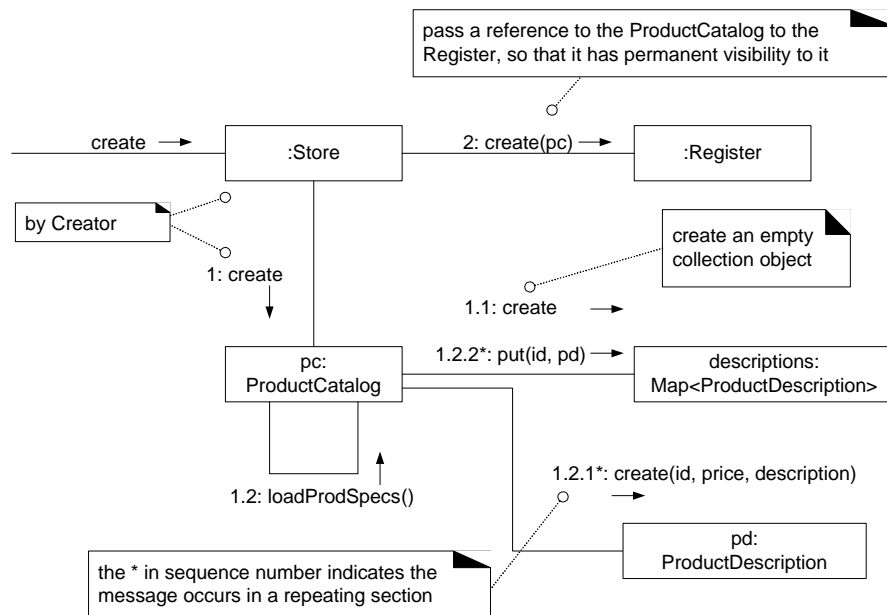 pass a reference to the ProductCatalog to the
Register, so that it has permanent visibility to it
create
:Store
2: create(pc)
:Register
by Creator
create an empty
collection object
1: create
1.1: create
pc:
ProductCatalog
1.2.2*: put(id, pd)
descriptions:
Map<ProductDescription>
1.2: loadProdSpecs()
1.2.1*: create(id, price, description)
pd:
ProductDescription
the * in sequence number indicates the
message occurs in a repeating section